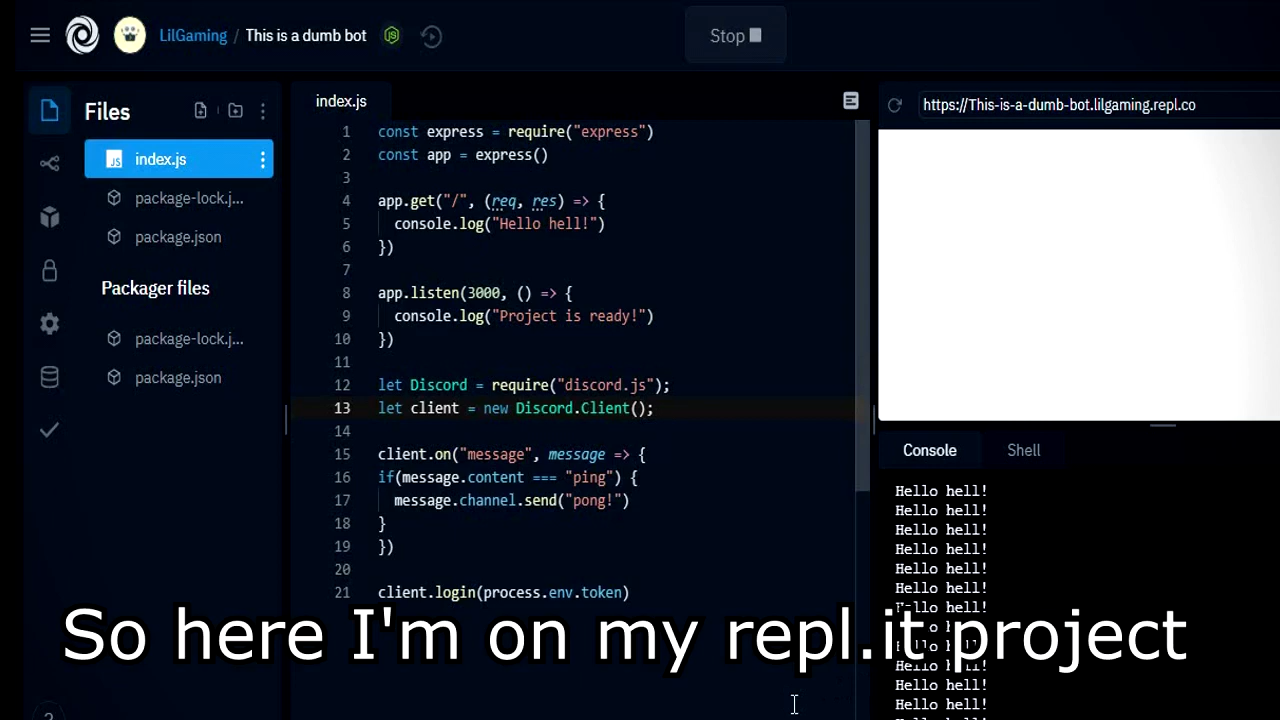 LilGaming / This is a dumb bot
Stop
Files
index.js
package-lock.j...
package.json
Packager files
package-lock.j...
package.json
index.js
1 const express = require("express")
2 const app = express()
3
4 app.get("/", (req, res) => {
5 console.log("Hello hell!")
6 })
7
8 app.listen(3000, () => {
9 console.log("Project is ready!")
10 })
11
12 let Discord = require("discord.js");
13 let client = new Discord.Client();
14
15 client.on("message", message => {
16 if(message.content === "ping") {
17 message.channel.send("pong!")
18 }
19 })
20
21 client.login(process.env.token)
https://This-is-a-dumb-bot.lilgaming.repl.co
Console Shell
Hello hell!
Hello hell!
Hello hell!
Hello hell!
Hello hell!
Hello hell!
Hello hell!
Hello hell!
Hello hell!
Hello hell!
So here I'm on my repl.it project